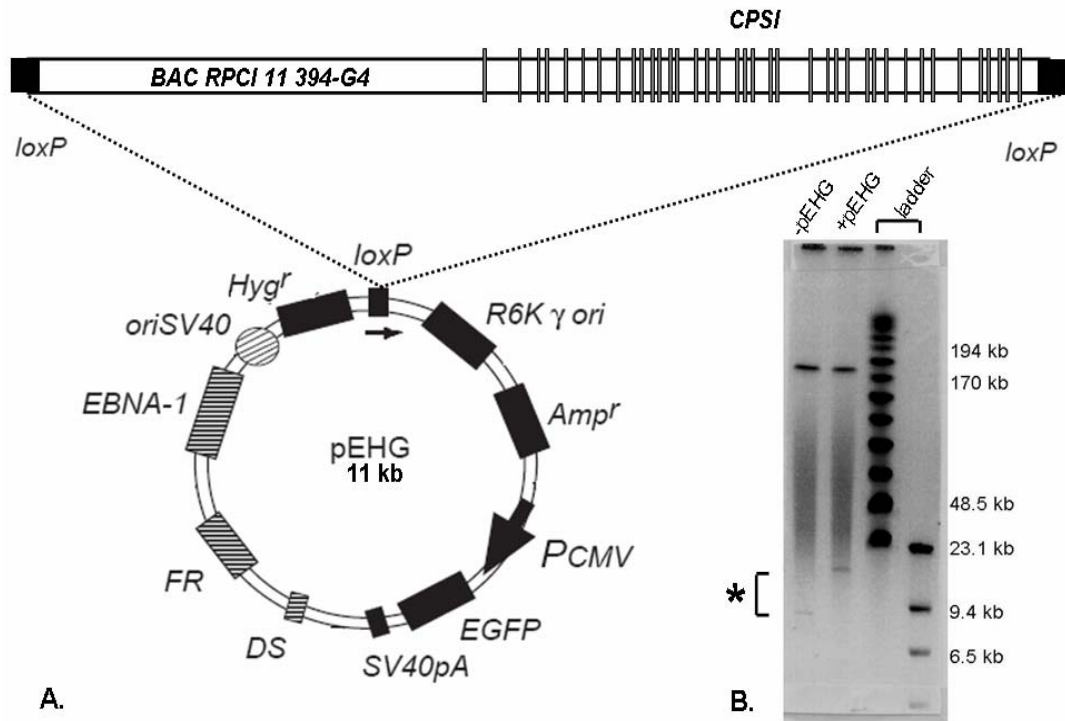 CPSI
BAC RPCI 11 394-G4
loxP
loxP
-pEHG
+pEHG
ladder
loxP
Hygr
R6K γ ori
oriSV40
Ampr
EBNA-1
pEHG
11 kb
PCMV
FR
EGFP
DS
SV40pA
194 kb
170 kb
48.5 kb
23.1 kb
*
9.4 kb
6.5 kb
A.
B.